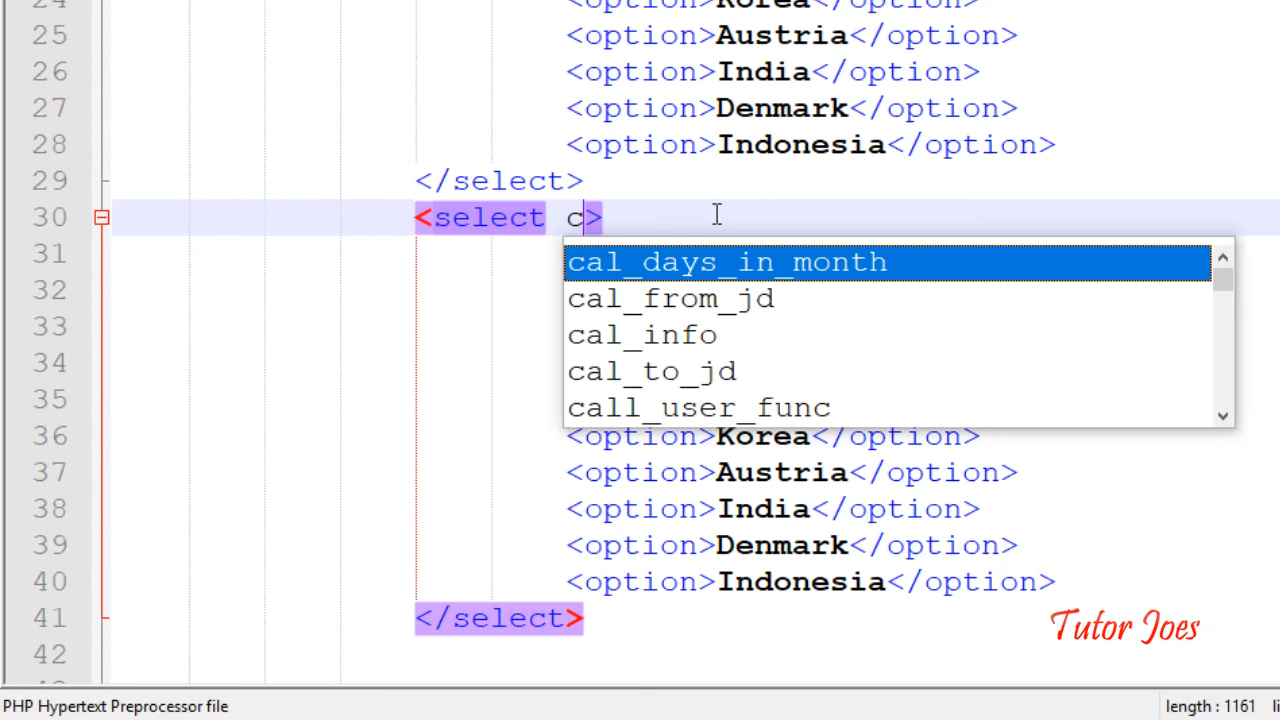 24 <option>Korea</option>
25 <option>Austria</option>
26 <option>India</option>
27 <option>Denmark</option>
28 <option>Indonesia</option>
29 </select>
30 <select c>
31 cal_days_in_month
32 cal_from_jd
33 cal_info
34 cal_to_jd
35 call_user_func
36 <option>Korea</option>
37 <option>Austria</option>
38 <option>India</option>
39 <option>Denmark</option>
40 <option>Indonesia</option>
41 </select>
Tutor Joes
42
PHP Hypertext Preprocessor file length : 1161 li